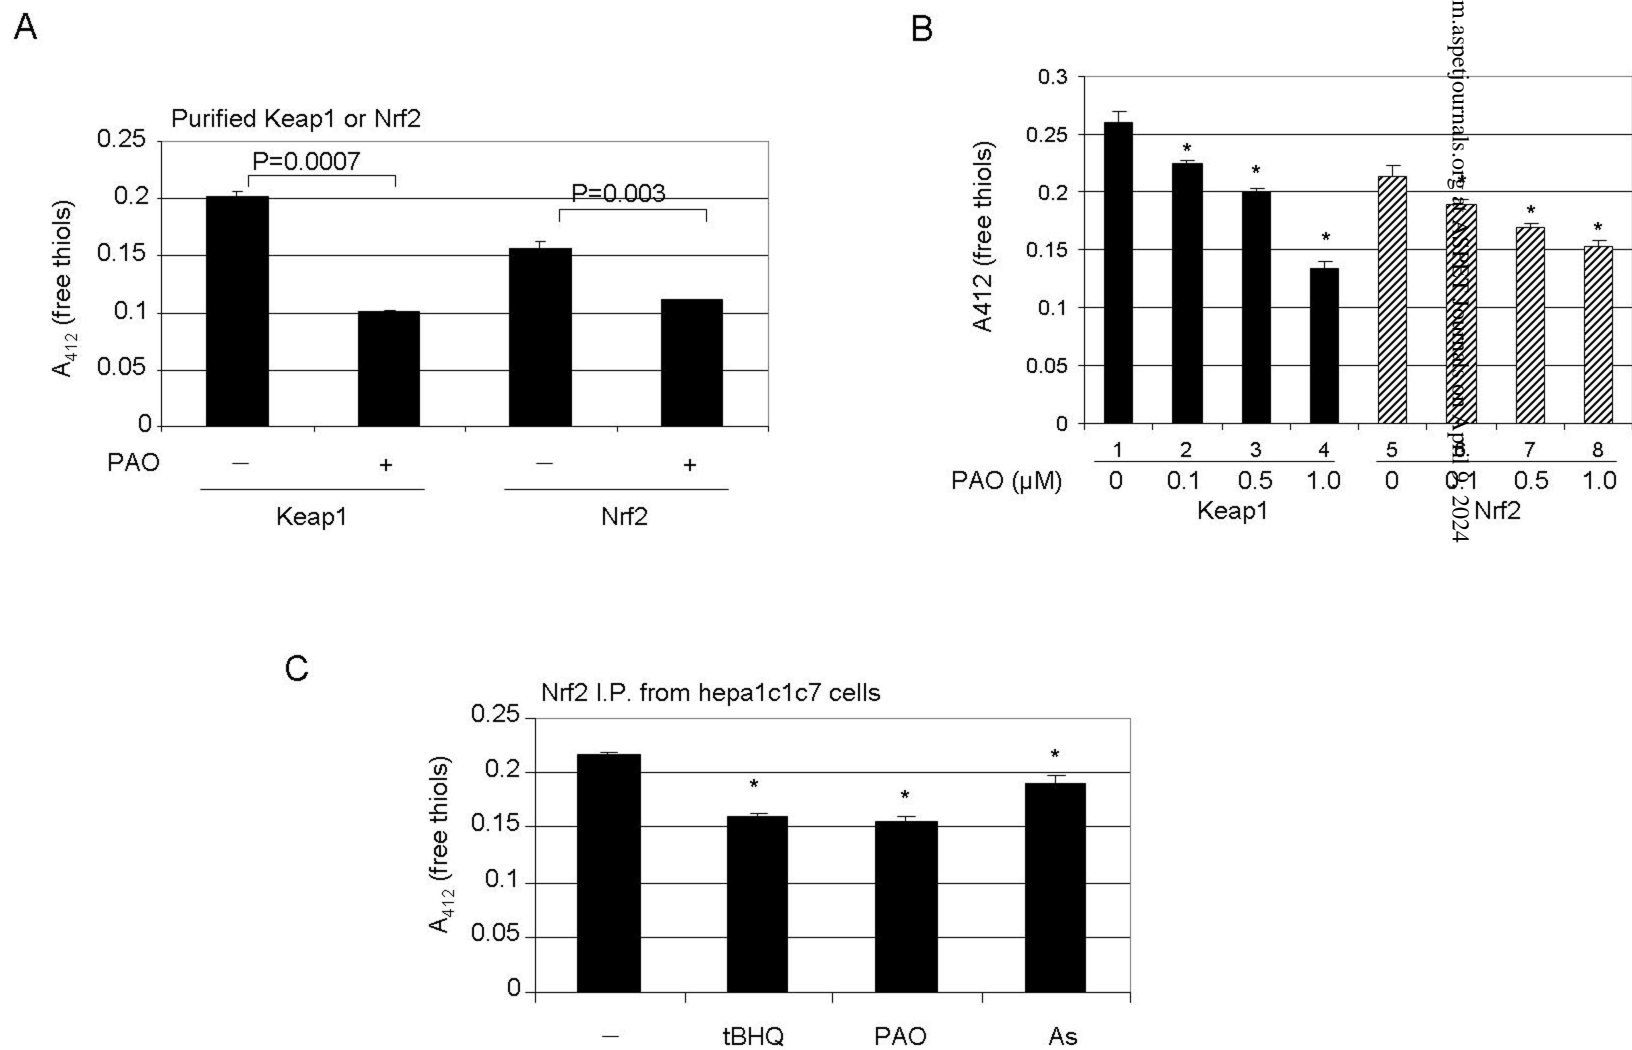 A
Purified Keap1 or Nrf2
0.25
0.2
0.15
0.1
0.05
0
A412 (free thiols)
P=0.0007
P=0.003
PAO — + — +
Keap1 Nrf2
B
0.3
0.25
0.2
0.15
0.1
0.05
0
A412 (free thiols)
* * * * * *
1 2 3 4 5 6 7 8
PAO (µM) 0 0.1 0.5 1.0 0 0.1 0.5 1.0
Keap1 Nrf2
m.aspetjournals.org at ASPET Journals on April 9, 2024
C
Nrf2 I.P. from hepa1c1c7 cells
0.25
0.2
0.15
0.1
0.05
0
A412 (free thiols)
* * *
— tBHQ PAO As